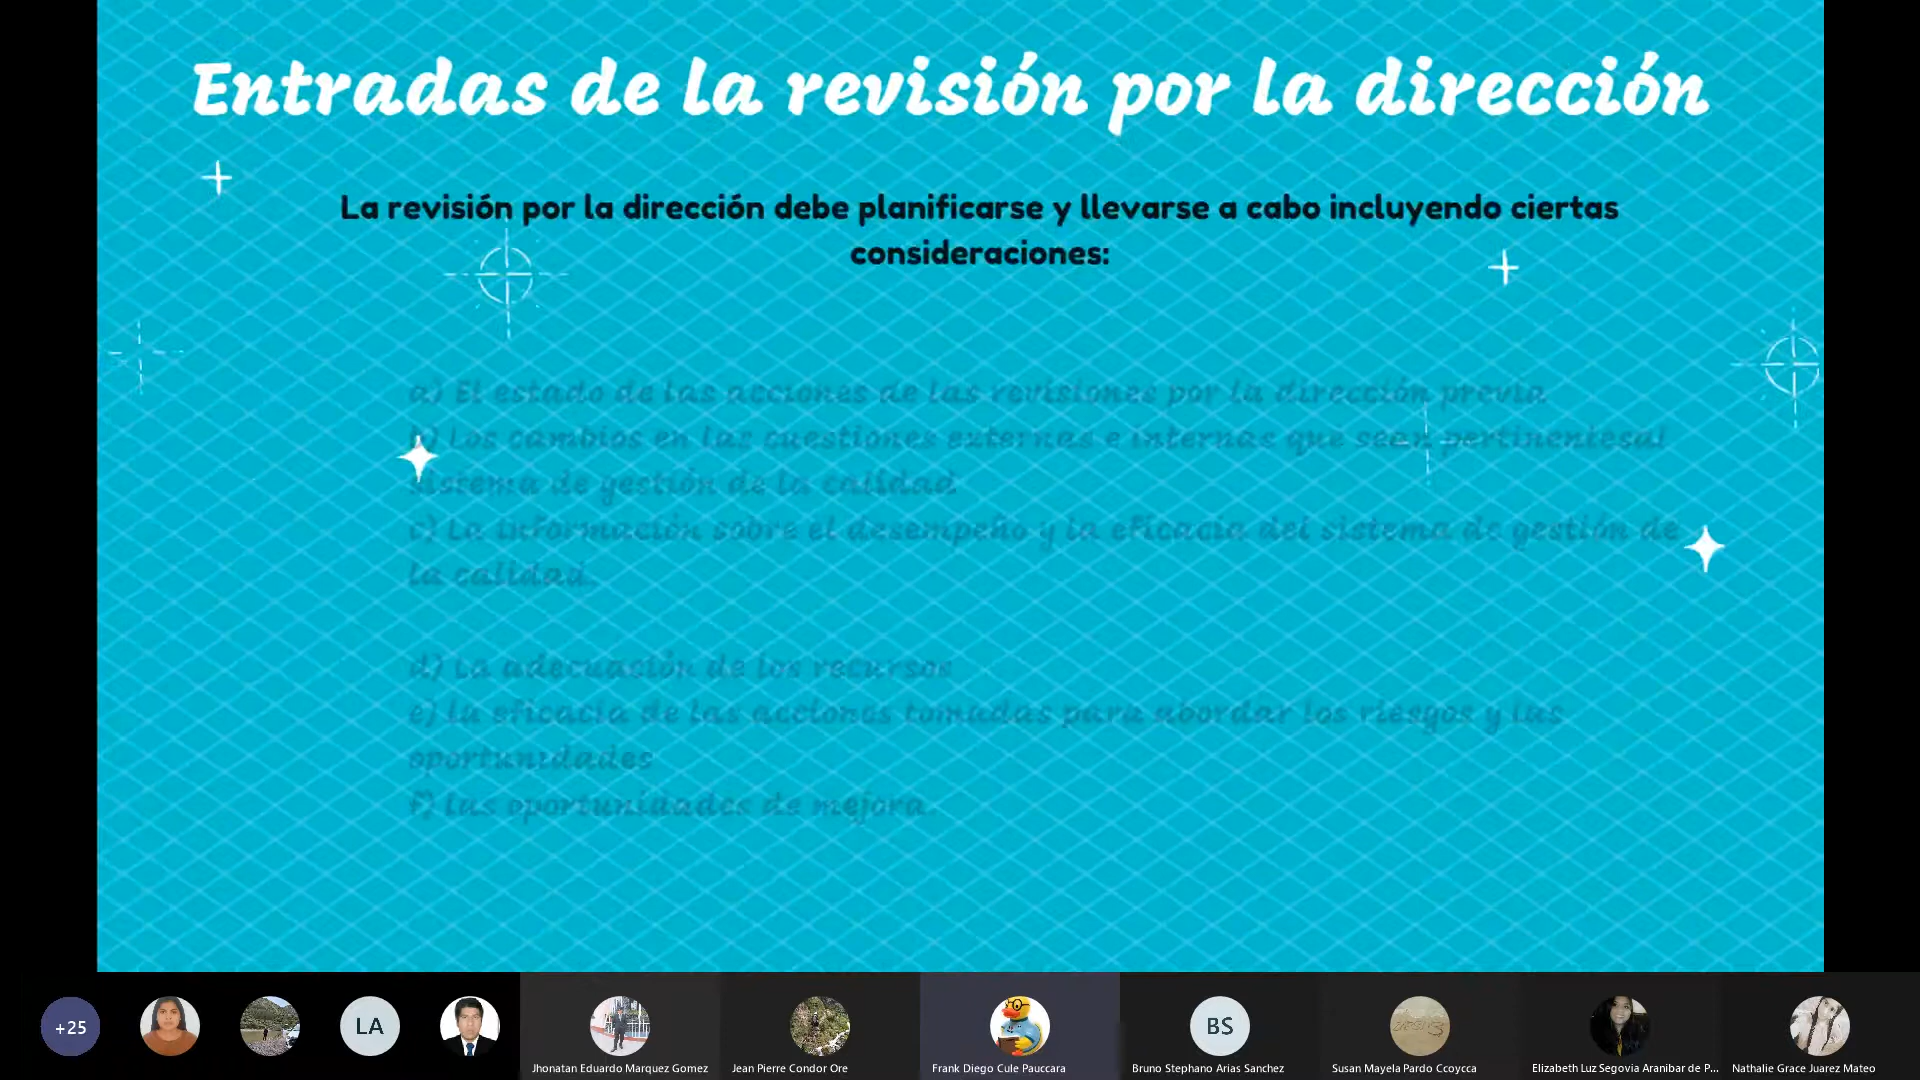 Entradas de la revisión por la dirección
La revisión por la dirección debe planificarse y llevarse a cabo incluyendo ciertas
consideraciones:
a) El estado de las acciones de las revisiones por la dirección previa
b) Los cambios en las cuestiones externas e internas que sean pertinentesal
sistema de gestión de la calidad
c) La información sobre el desempeño y la eficacia del sistema de gestión de
la calidad.
d) La adecuación de los recursos
e) la eficacia de las acciones tomadas para abordar los riesgos y las
oportunidades
f) las oportunidades de mejora.
+25
LA
BS
Jhonatan Eduardo Marquez Gomez
Jean Pierre Condor Ore
Frank Diego Cule Pauccara
Bruno Stephano Arias Sanchez
Susan Mayela Pardo Ccoycca
Elizabeth Luz Segovia Aranibar de P...
Nathalie Grace Juarez Mateo